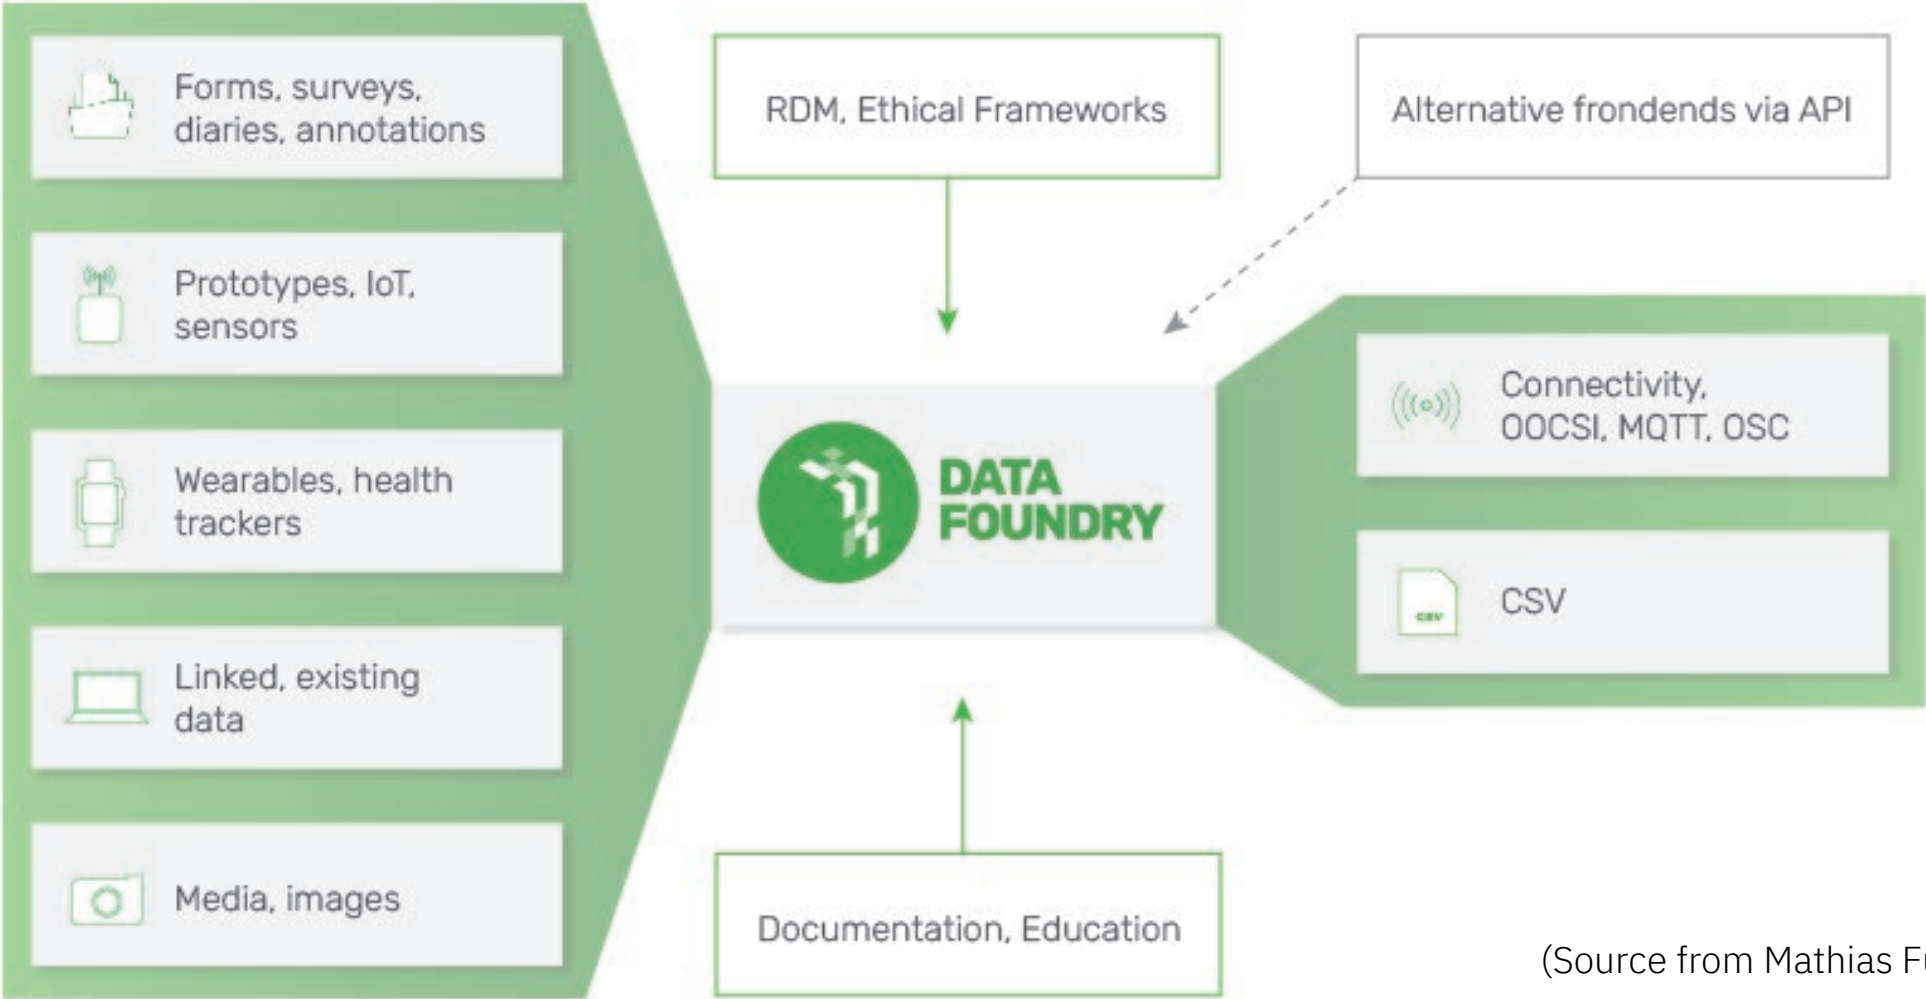 Forms, surveys,
diaries, annotations
Prototypes, IoT,
sensors
Wearables, health
trackers
Linked, existing
data
Media, images
RDM, Ethical Frameworks
DATA
FOUNDRY
Documentation, Education
Alternative frondends via API
Connectivity,
OOCSI, MQTT, OSC
CSV
CSV
(Source from Mathias